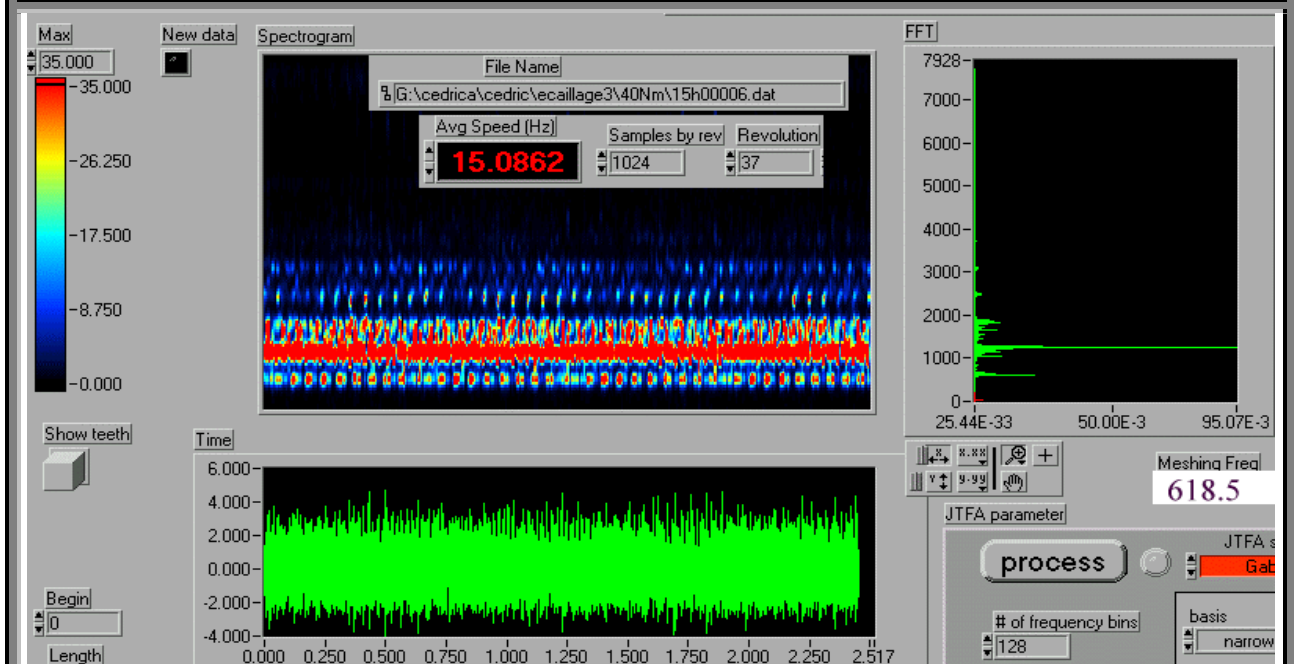 Max
35.000
-35.000
-26.250
-17.500
-8.750
-0.000
New data
Spectrogram
File Name
G:\cedrica\cedric\ecaillage3\40Nm\15h00006.dat
Avg Speed (Hz)
15.0862
Samples by rev
1024
Revolution
37
FFT
7928-
7000-
6000-
5000-
4000-
3000-
2000-
1000-
0-
25.44E-33 50.00E-3 95.07E-3
Show teeth
Time
6.000-
4.000-
2.000-
0.000-
-2.000-
-4.000-
0.000 0.250 0.500 0.750 1.000 1.250 1.500 1.750 2.000 2.250 2.517
Begin
0
Length
X.XX
Y
y.yy
Meshing Freq
618.5
JTFA parameter
process
JTFA s
Gab
# of frequency bins
128
basis
narrow